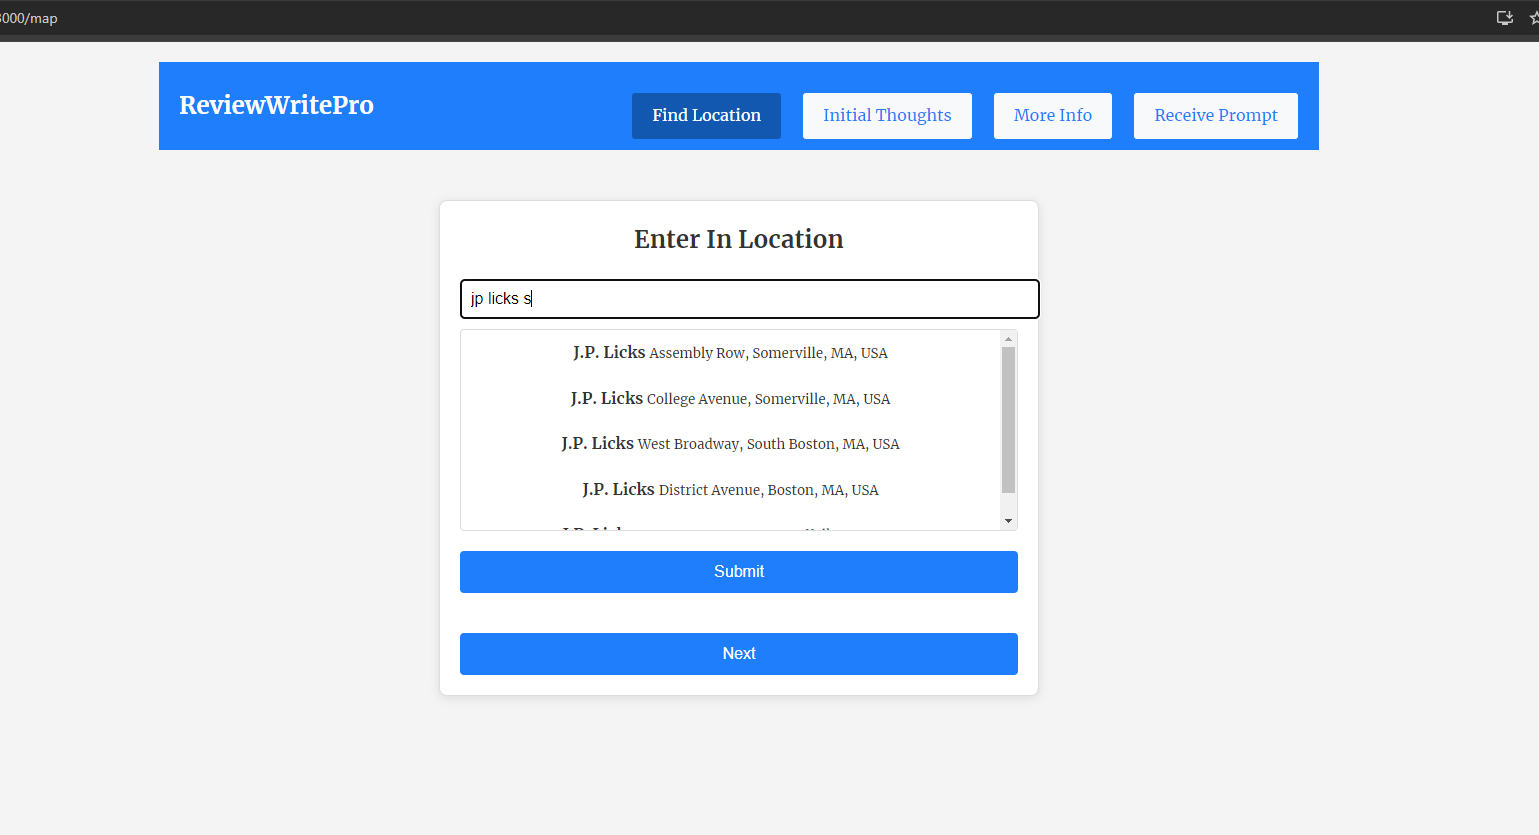 3000/map
ReviewWritePro
Find Location
Initial Thoughts
More Info
Receive Prompt
Enter In Location
jp licks s
J.P. Licks Assembly Row, Somerville, MA, USA
J.P. Licks College Avenue, Somerville, MA, USA
J.P. Licks West Broadway, South Boston, MA, USA
J.P. Licks District Avenue, Boston, MA, USA
J.P. Licks
Submit
Next